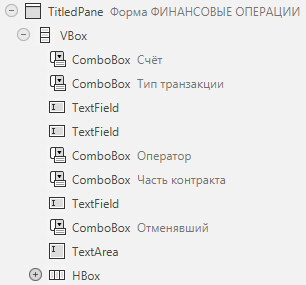 TitledPane Форма ФИНАНСОВЫЕ ОПЕРАЦИИ
VBox
ComboBox Счёт
ComboBox Тип транзакции
TextField
TextField
ComboBox Оператор
ComboBox Часть контракта
TextField
ComboBox Отменявший
TextArea
HBox